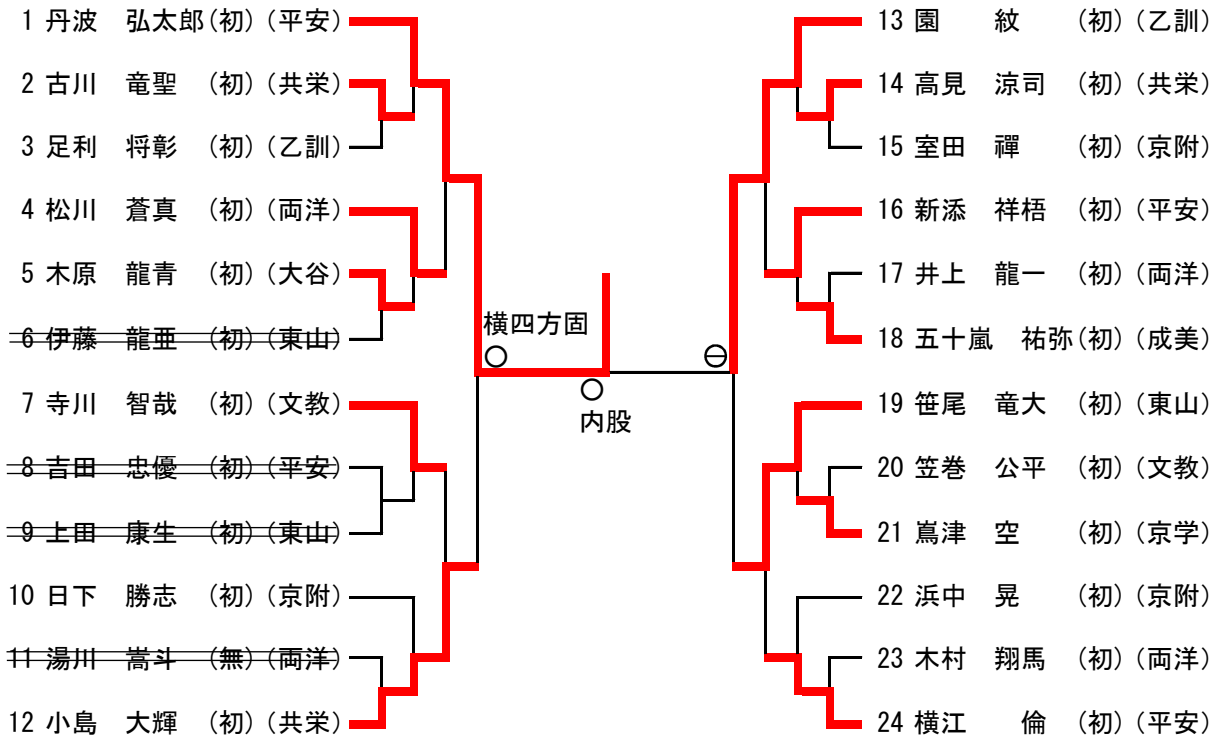 1 丹波 弘太郎(初)(平安)
2 古川 竜聖 (初)(共栄)
3 足利 将彰 (初)(乙訓)
4 松川 蒼真 (初)(両洋)
5 木原 龍青 (初)(大谷)
6 伊藤 龍亜 (初)(東山)
7 寺川 智哉 (初)(文教)
8 吉田 忠優 (初)(平安)
9 上田 康生 (初)(東山)
10 日下 勝志 (初)(京附)
11 湯川 嵩斗 (無)(両洋)
12 小島 大輝 (初)(共栄)
横四方固
内股
13 園 紋 (初)(乙訓)
14 高見 涼司 (初)(共栄)
15 室田 禪 (初)(京附)
16 新添 祥梧 (初)(平安)
17 井上 龍一 (初)(両洋)
18 五十嵐 祐弥(初)(成美)
19 笹尾 竜大 (初)(東山)
20 笠巻 公平 (初)(文教)
21 嶌津 空 (初)(京学)
22 浜中 晃 (初)(京附)
23 木村 翔馬 (初)(両洋)
24 横江 倫 (初)(平安)